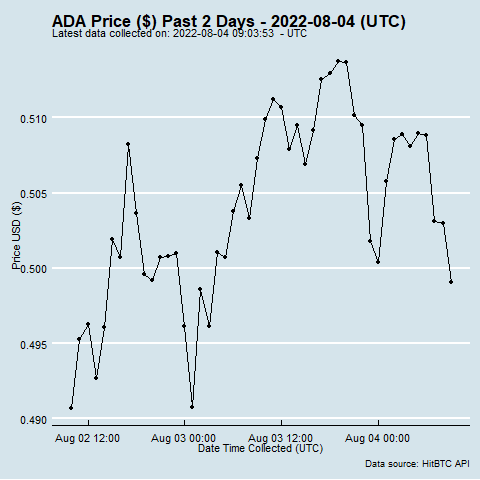 ADA Price ($) Past 2 Days - 2022-08-04 (UTC)
Latest data collected on: 2022-08-04 09:03:53 - UTC
0.510
0.505
0.500
0.495
0.490
Price USD ($)
Aug 02 12:00 Aug 03 00:00 Aug 03 12:00 Aug 04 00:00
Date Time Collected (UTC)
Data source: HitBTC API